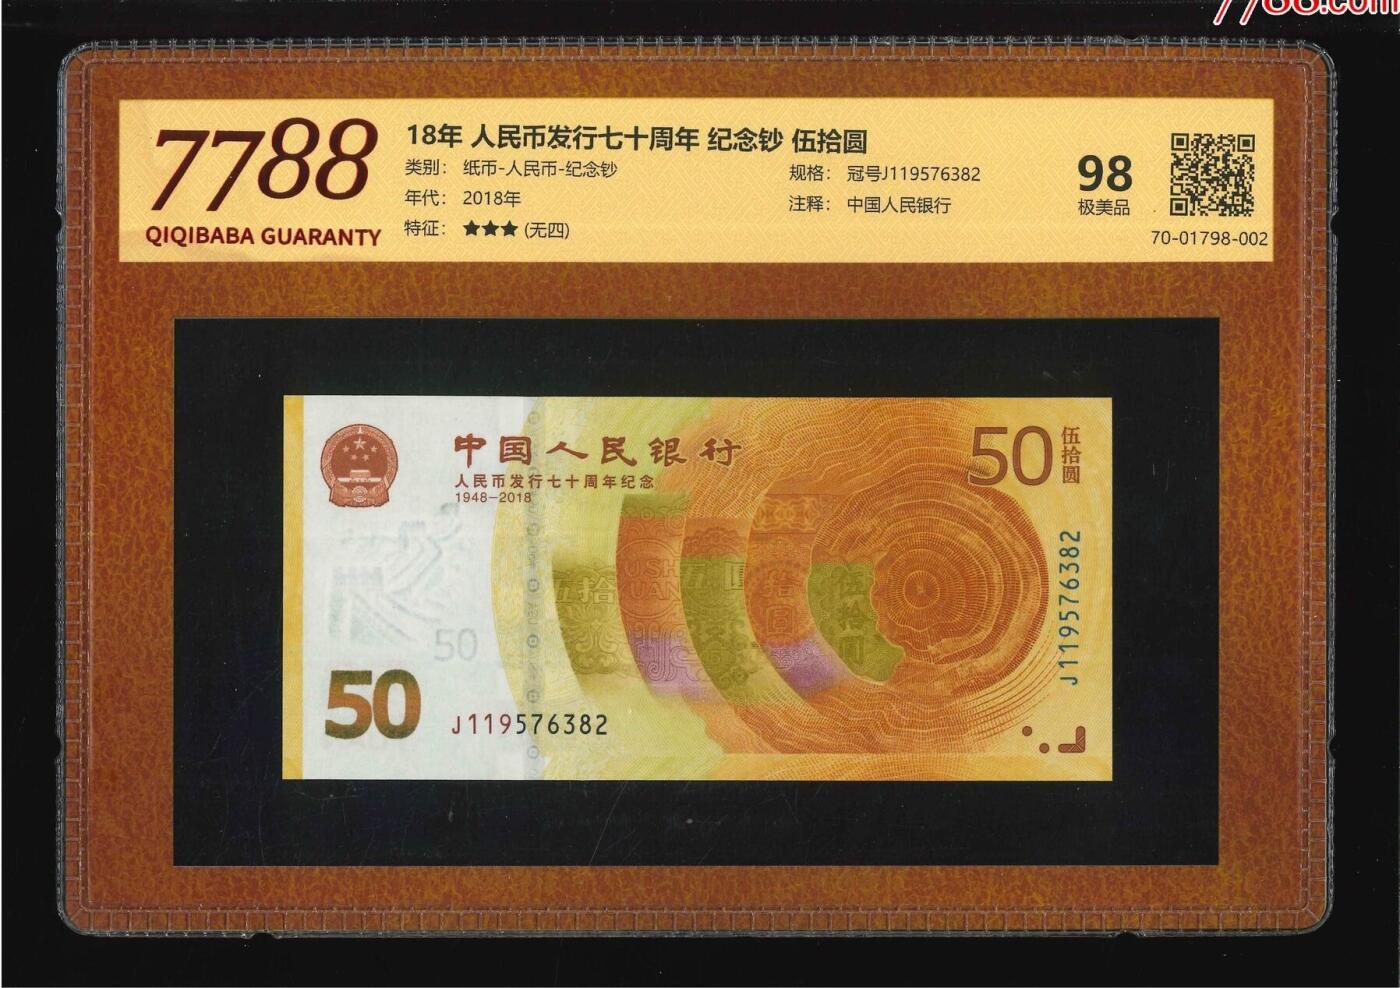 7788.com
7788
QIQIBABA GUARANTY
18年 人民币发行七十周年 纪念钞 伍拾圆
类别： 纸币-人民币-纪念钞
年代： 2018年
特征： ★★★ (无四)
规格： 冠号J119576382
注释： 中国人民银行
98
极美品
70-01798-002
中国人民银行
人民币发行七十周年纪念
1948-2018
50
伍拾圆
50
50
J119576382
J119576382
伍拾
伍拾圆